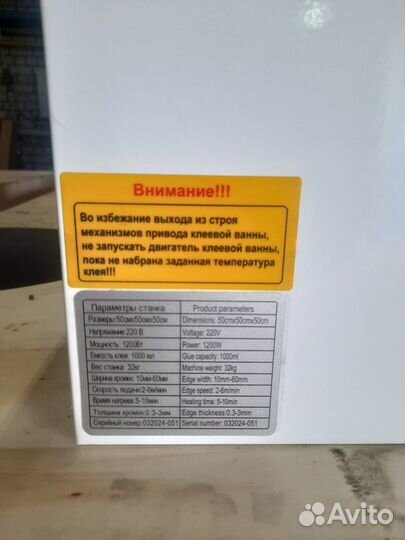 Внимание!!!
Во избежание выхода из строя
механизмов привода клеевой ванны,
не запускать двигатель клеевой ванны,
пока не набрана заданная температура
клея!!!
Параметры станка Product parameters
Размеры:50смх50смх50см Dimensions: 50cmx50cmx50cm
Напряжение 220 В Voltage: 220V
Мощность: 1200Вт Power: 1200W
Емкость клея: 1000 мл Glue capacity: 1000ml
Вес станка 32кг Machine weight: 32kg
Ширина кромки: 10мм-60мм Edge width: 10mm-60mm
Скорость подачи:2-6м/мин Edge speed: 2-6m/min
Время нагрева:5-10мин Heating time: 5-10min
Толщина кромки:0.3-3мм Edge thickness:0.3-3mm
Серийный номер:032024-051 Serial number: 032024-051
Avito